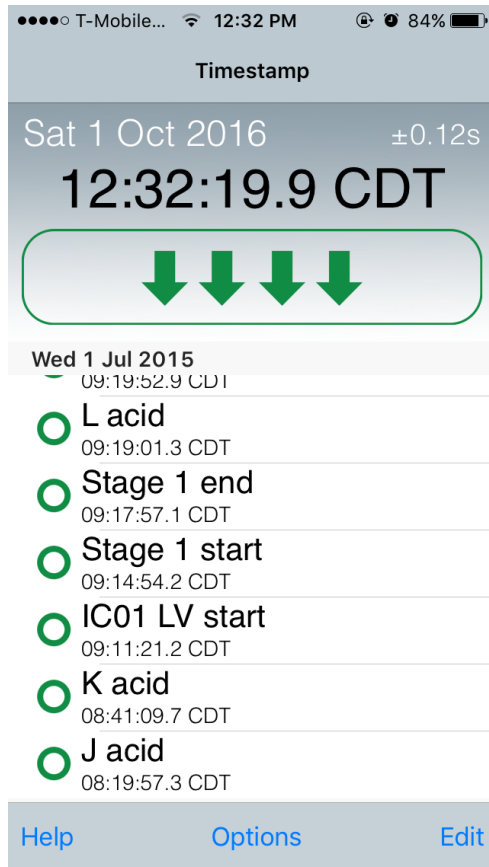 T-Mobile... 12:32 PM 84%
Timestamp
Sat 1 Oct 2016 ±0.12s
12:32:19.9 CDT
Wed 1 Jul 2015
09:19:52.9 CDT
L acid
09:19:01.3 CDT
Stage 1 end
09:17:57.1 CDT
Stage 1 start
09:14:54.2 CDT
IC01 LV start
09:11:21.2 CDT
K acid
08:41:09.7 CDT
J acid
08:19:57.3 CDT
Help Options Edit